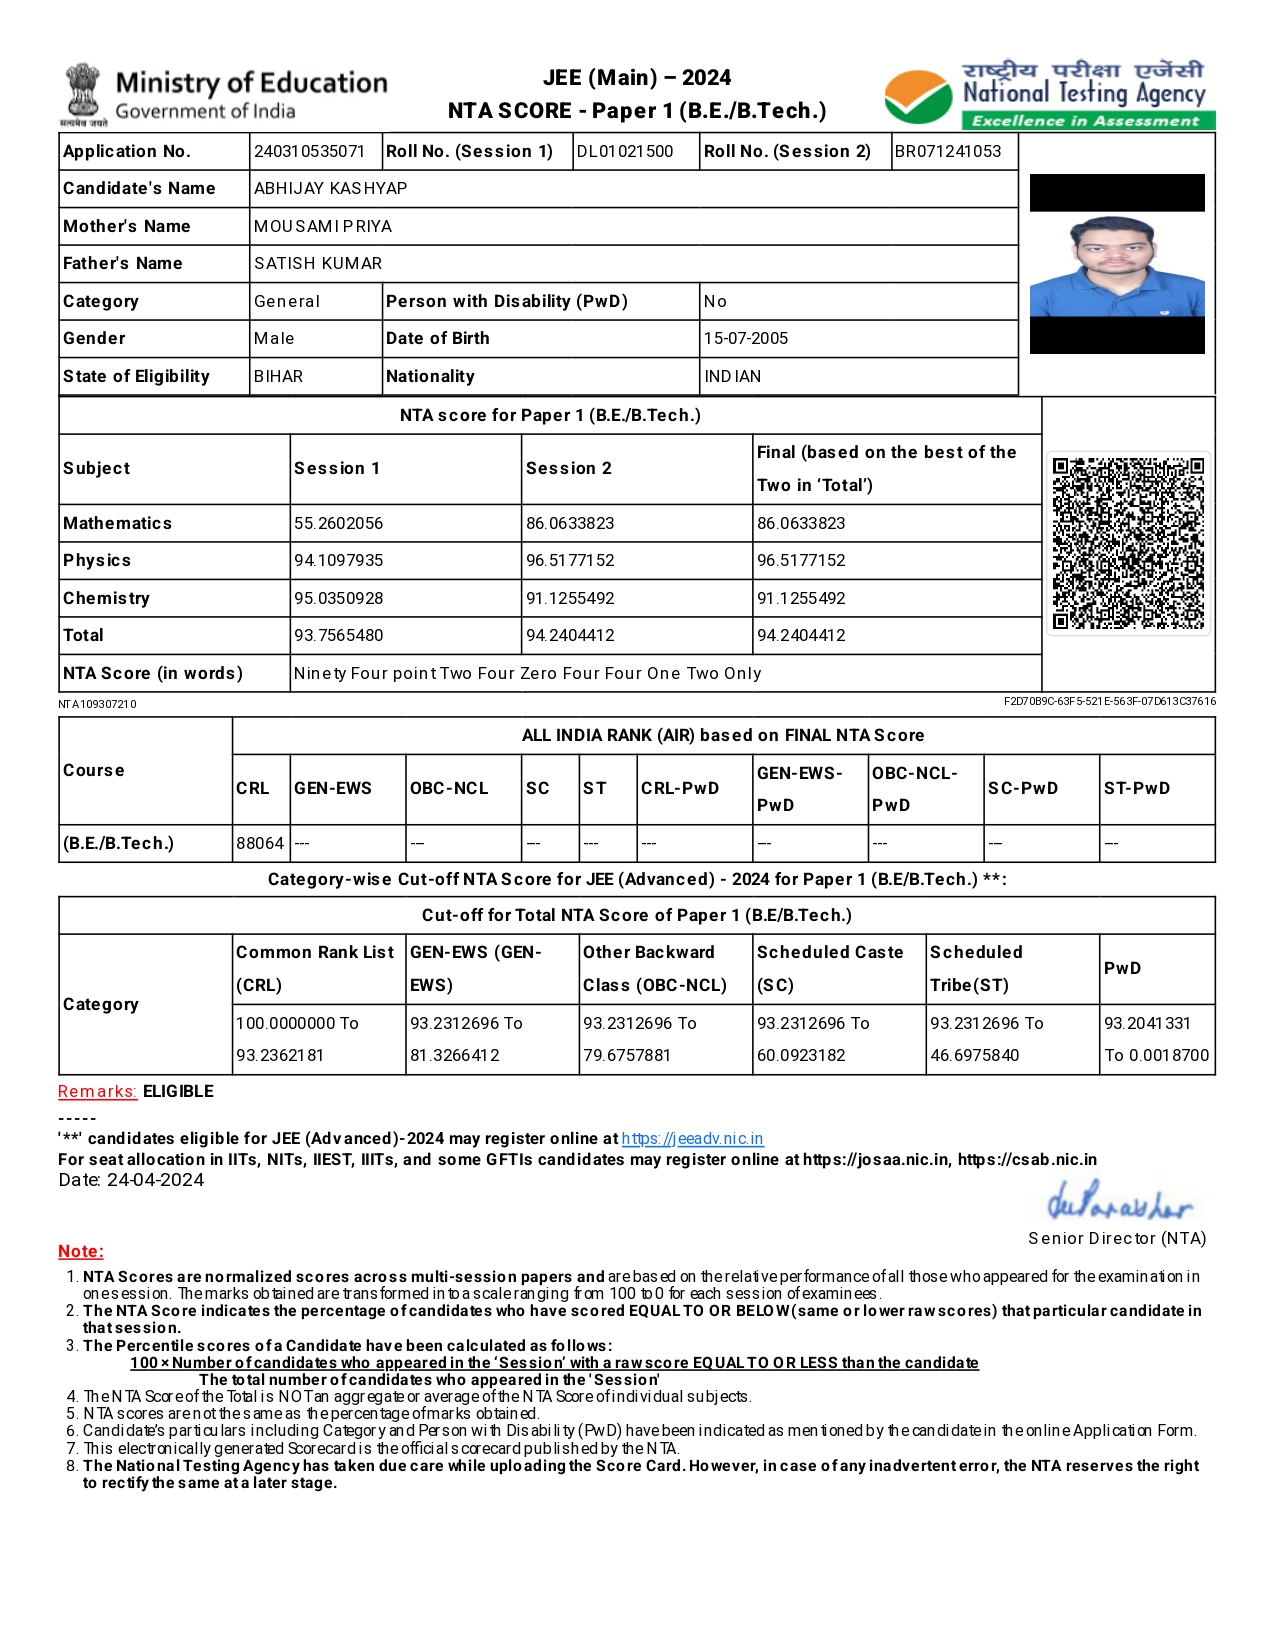 Ministry of Education
Government of India
सत्यमेव जयते
JEE (Main) – 2024
NTA SCORE - Paper 1 (B.E./B.Tech.)
राष्ट्रीय परीक्षा एजेंसी
National Testing Agency
Excellence in Assessment
Application No. 240310535071 Roll No. (Session 1) DL01021500 Roll No. (Session 2) BR071241053
Candidate's Name ABHIJAY KASHYAP
Mother's Name MOUSAMI PRIYA
Father's Name SATISH KUMAR
Category General Person with Disability (PwD) No
Gender Male Date of Birth 15-07-2005
State of Eligibility BIHAR Nationality INDIAN
NTA score for Paper 1 (B.E./B.Tech.)
Subject Session 1 Session 2 Final (based on the best of the
Two in ‘Total’)
Mathematics 55.2602056 86.0633823 86.0633823
Physics 94.1097935 96.5177152 96.5177152
Chemistry 95.0350928 91.1255492 91.1255492
Total 93.7565480 94.2404412 94.2404412
NTA Score (in words) Ninety Four point Two Four Zero Four Four One Two Only
NTA109307210 F2D70B9C-63F5-521E-563F-07D613C37616
ALL INDIA RANK (AIR) based on FINAL NTA Score
Course CRL GEN-EWS OBC-NCL SC ST CRL-PwD GEN-EWS-
PwD OBC-NCL-
PwD SC-PwD ST-PwD
(B.E./B.Tech.) 88064 --- --- --- --- --- --- --- --- ---
Category-wise Cut-off NTA Score for JEE (Advanced) - 2024 for Paper 1 (B.E/B.Tech.) **:
Cut-off for Total NTA Score of Paper 1 (B.E/B.Tech.)
Category
Common Rank List
(CRL)
GEN-EWS (GEN-
EWS)
Other Backward
Class (OBC-NCL)
Scheduled Caste
(SC)
Scheduled
Tribe(ST)
PwD
100.0000000 To
93.2362181
93.2312696 To
81.3266412
93.2312696 To
79.6757881
93.2312696 To
60.0923182
93.2312696 To
46.6975840
93.2041331
To 0.0018700
Remarks: ELIGIBLE
-----
'**' candidates eligible for JEE (Advanced)-2024 may register online at https://jeeadv.nic.in
For seat allocation in IITs, NITs, IIEST, IIITs, and some GFTIs candidates may register online at https://josaa.nic.in, https://csab.nic.in
Date: 24-04-2024
Senior Director (NTA)
Note:
1. NTA Scores are normalized scores across multi-session papers and are based on the relative performance of all those who appeared for the examination in
one session. The marks obtained are transformed in to a scale ranging from 100 to 0 for each session of examinees.
2. The NTA Score indicates the percentage of candidates who have scored EQUAL TO OR BELOW (same or lower raw scores) that particular candidate in
that session.
3. The Percentile scores of a Candidate have been calculated as follows:
100 × Number of candidates who appeared in the ‘Session’ with a raw score EQUAL TO OR LESS than the candidate
The total number of candidates who appeared in the 'Session'
4. The NTA Score of the Total is NOT an aggregate or average of the NTA Score of individual subjects.
5. NTA scores are not the same as the percentage of marks obtained.
6. Candidate’s particulars including Category and Person with Disability (PwD) have been indicated as mentioned by the candidate in the online Application Form.
7. This electronically generated Scorecard is the official scorecard published by the NTA.
8. The National Testing Agency has taken due care while uploading the Score Card. However, in case of any inadvertent error, the NTA reserves the right
to rectify the same at a later stage.